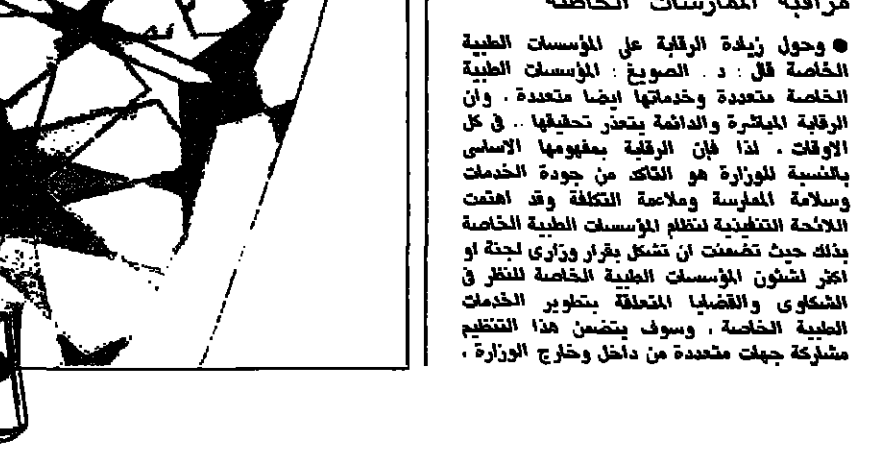 مراقبة الممارسات الخاصة
● وحول زيادة الرقابة على المؤسسات الطبية
الخاصة قال : د . الصويغ : المؤسسات الطبية
الخاصة متعددة وخدماتها ايضا متعددة ، وان
الرقابة المباشرة والدائمة يتعذر تحقيقها .. في كل
الاوقات ، لذا فإن الرقابة بمفهومها الاساسى
بالنسبة للوزارة هو التاكد من جودة الخدمات
وسلامة الممارسة وملاءمة التكلفة وقد اهتمت
اللائحة التنفيذية لنظام المؤسسات الطبية الخاصة
بذلك حيث تضمنت ان تشكل بقرار وزارى لجنة او
اكثر لشئون المؤسسات الطبية الخاصة للنظر في
الشكاوى والقضايا المتعلقة بتطوير الخدمات
الطبية الخاصة ، وسوف يتضمن هذا التنظيم
مشاركة جهات متعددة من داخل وخارج الوزارة ،